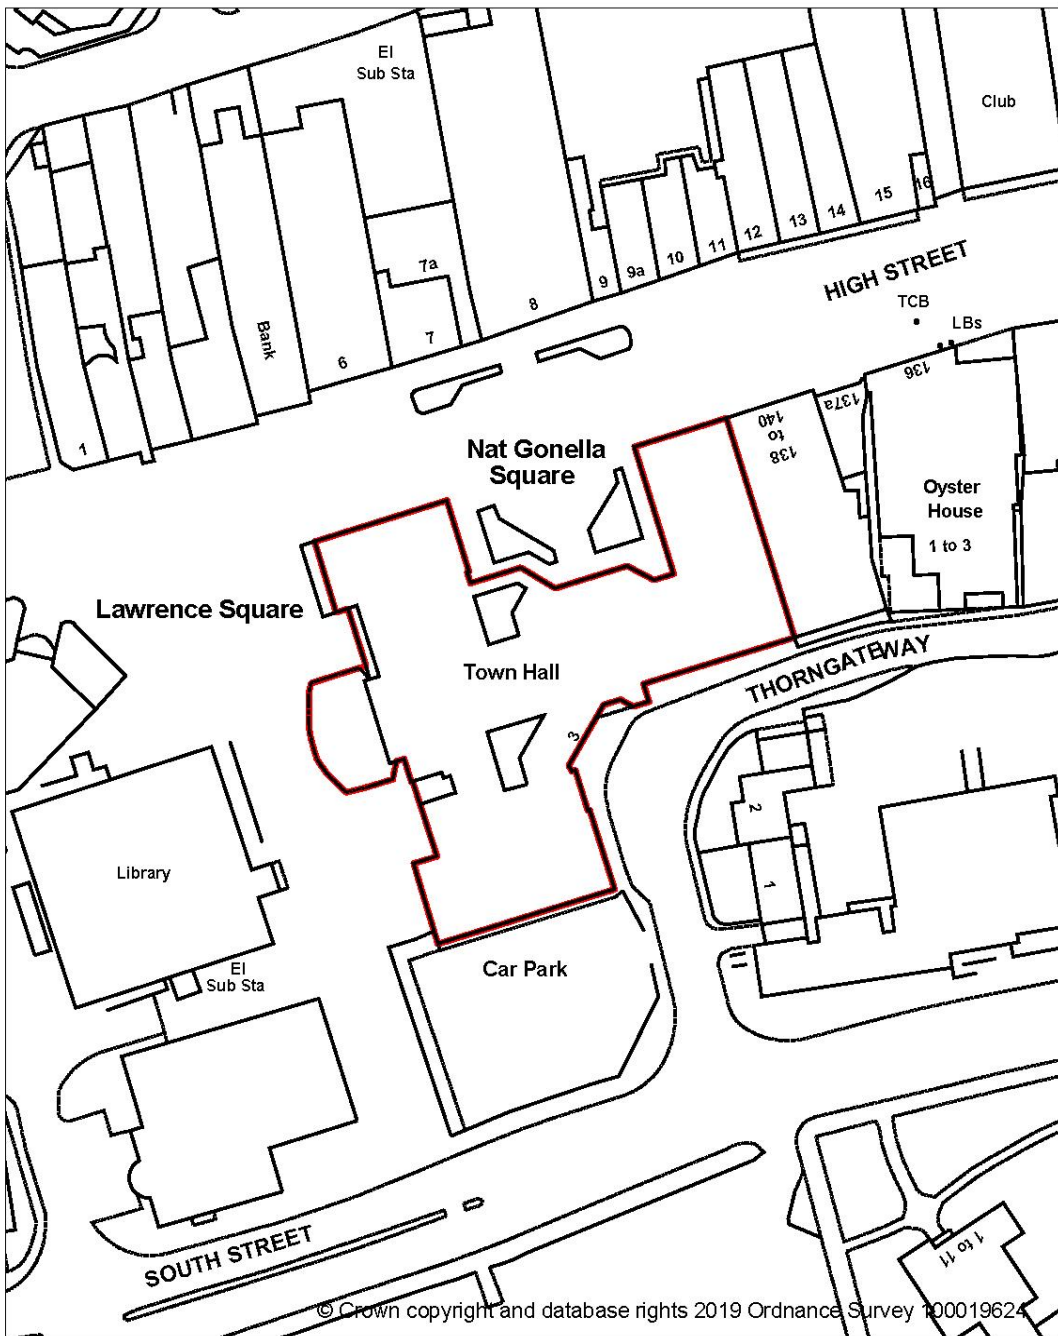 El
Sub Sta
Club
16
15
14
13
12
11
10
9a
9
8
7a
7
6
Bank
1
HIGH STREET
TCB
LBs
136
137a
138
to
140
Nat Gonella
Square
Oyster
House
1 to 3
Lawrence Square
Town Hall
THORNGATE WAY
3
2
1
Library
El
Sub Sta
Car Park
SOUTH STREET
1 to 11
© Crown copyright and database rights 2019 Ordnance Survey 100019624